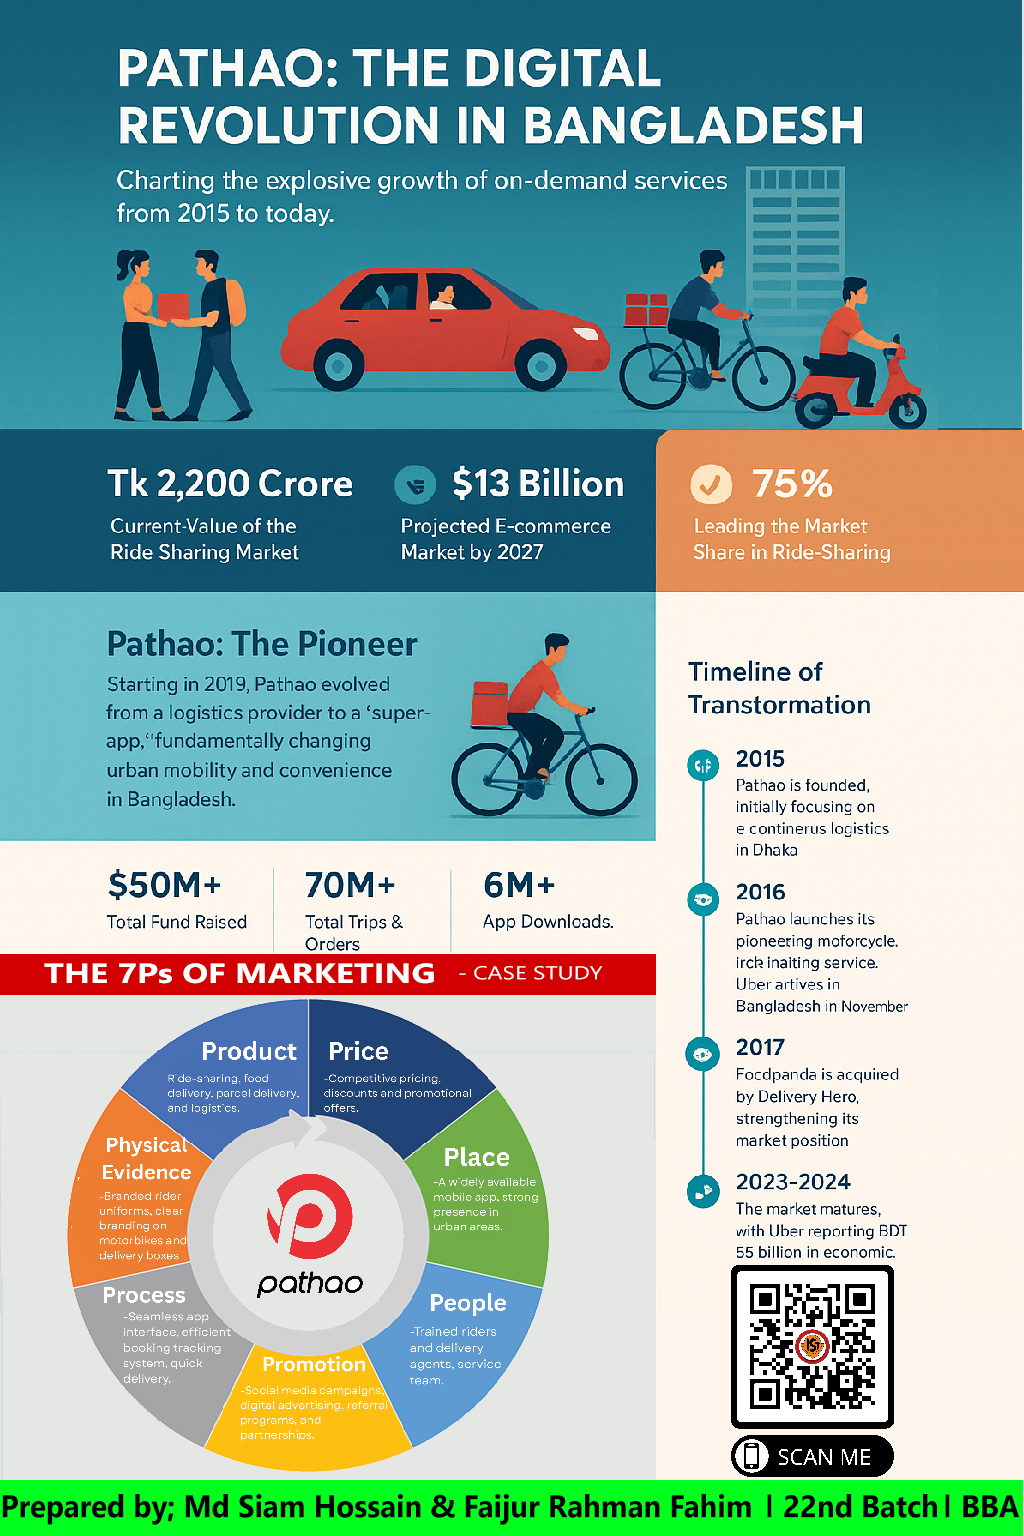 PATHAO: THE DIGITAL
REVOLUTION IN BANGLADESH
Charting the explosive growth of on-demand services
from 2015 to today.
Tk 2,200 Crore
Current-Value of the
Ride Sharing Market
$13 Billion
Projected E-commerce
Market by 2027
75%
Leading the Market
Share in Ride-Sharing
Pathao: The Pioneer
Starting in 2019, Pathao evolved
from a logistics provider to a ‘super-
app,“fundamentally changing
urban mobility and convenience
in Bangladesh.
$50M+
Total Fund Raised
70M+
Total Trips &
Orders
6M+
App Downloads.
THE 7Ps OF MARKETING - CASE STUDY
Product
Ride-sharing, food
delivery, parcel delivery,
and logistics.
Price
-Competitive pricing,
discounts and promotional
offers.
Place
-A widely available
mobile app, strong
presence in
urban areas.
People
-Trained riders
and delivery
agents, service
team.
Promotion
-Social media campaigns,
digital advertising, referral
programs, and
partnerships.
Process
-Seamless app
interface, efficient
booking tracking
system, quick
delivery.
Physical
Evidence
-Branded rider
uniforms, clear
branding on
motorbikes and
delivery boxes
pathao
Timeline of
Transtormation
2015
Pathao is founded,
initially focusing on
e continerus logistics
in Dhaka
2016
Pathao launches its
pioneering moforcycle.
irck inaiting service.
Uber artives in
Bangladesh in November
2017
Focdpanda is acquired
by Delivery Hero,
strengthening its
market position
2023-2024
The market matures,
with Uber reporting BDT
55 billion in economic.
IST
SCAN ME
Prepared by; Md Siam Hossain & Faijur Rahman Fahim | 22nd Batch| BBA